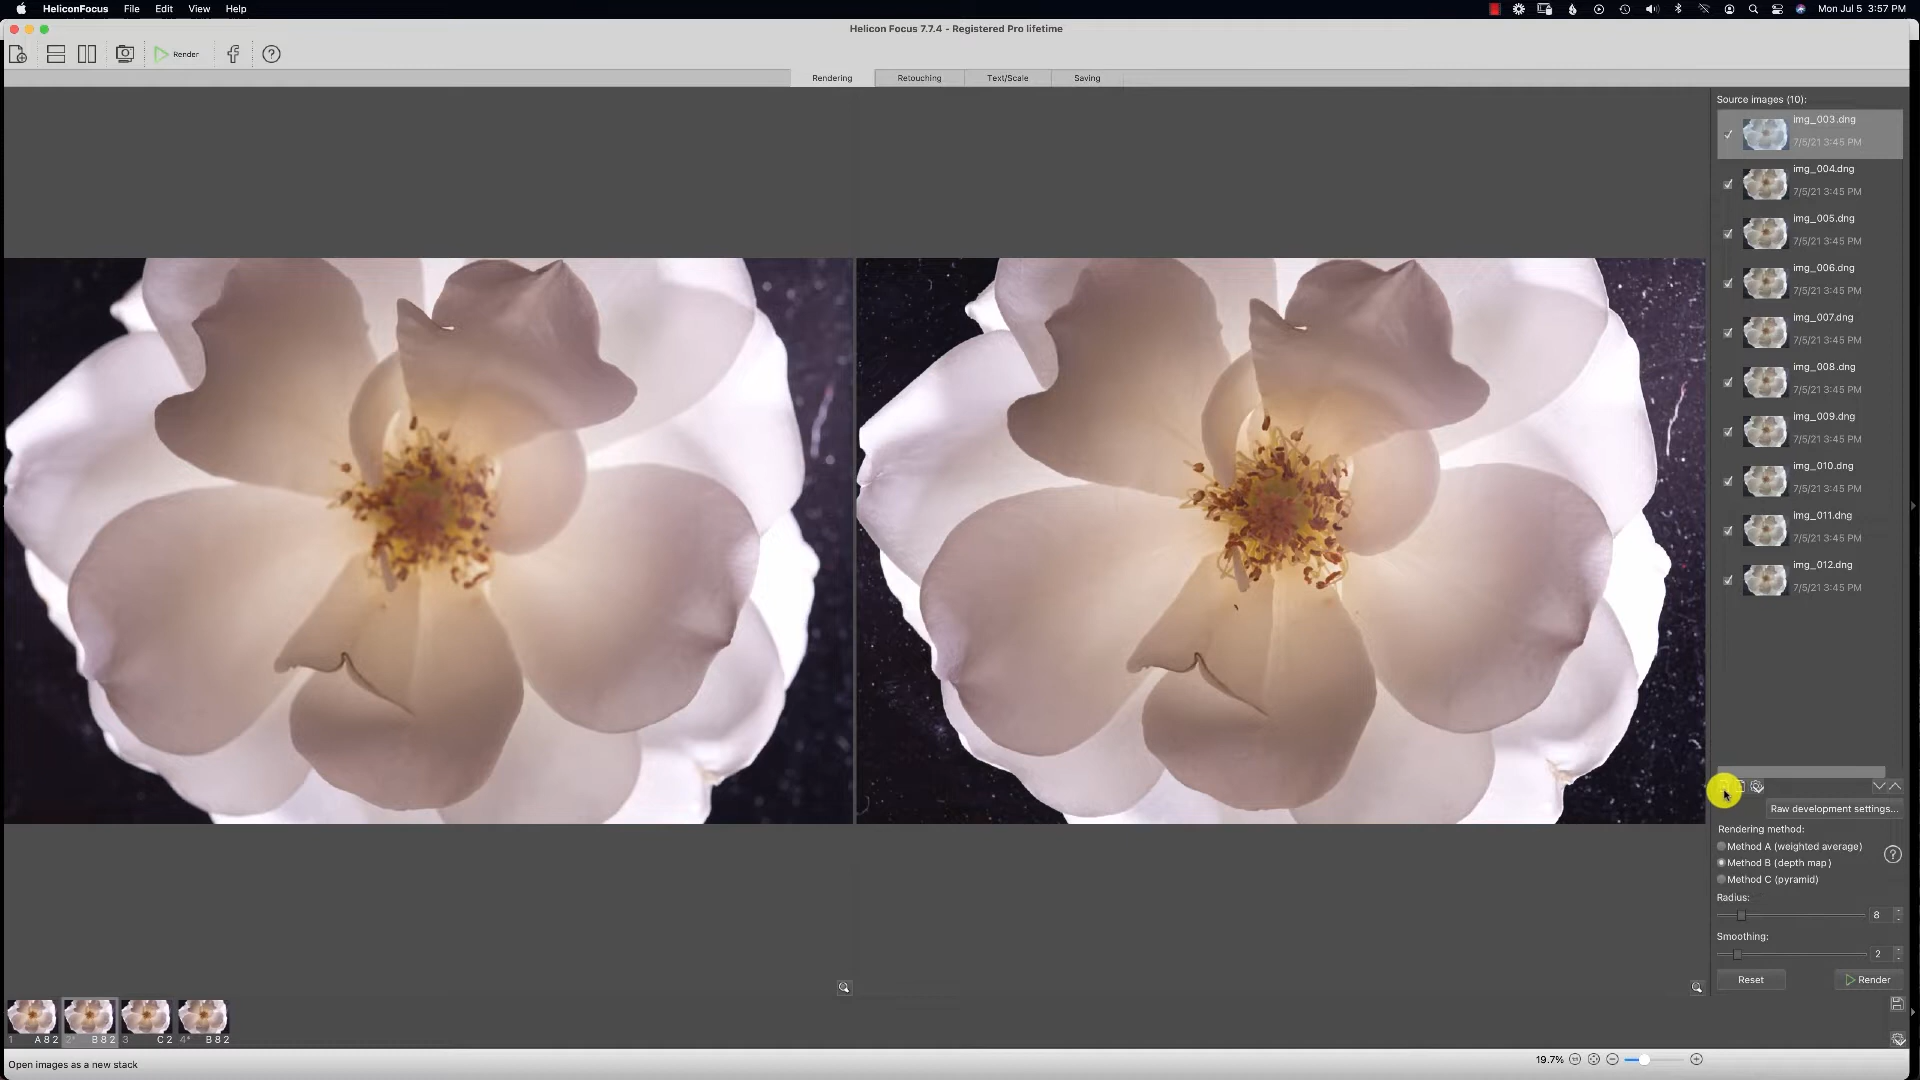 HeliconFocus File Edit View Help
Mon Jul 5 3:57 PM
Helicon Focus 7.7.4 - Registered Pro lifetime
Render
Rendering Retouching Text/Scale Saving
Source images (10):
img_003.dng
7/5/21 3:45 PM
img_004.dng
7/5/21 3:45 PM
img_005.dng
7/5/21 3:45 PM
img_006.dng
7/5/21 3:45 PM
img_007.dng
7/5/21 3:45 PM
img_008.dng
7/5/21 3:45 PM
img_009.dng
7/5/21 3:45 PM
img_010.dng
7/5/21 3:45 PM
img_011.dng
7/5/21 3:45 PM
img_012.dng
7/5/21 3:45 PM
Raw development settings...
Rendering method:
Method A (weighted average)
Method B (depth map)
Method C (pyramid)
Radius:
8
Smoothing:
2
Reset Render
1 A 8 2 2* B 8 2 3 C 2 4* B 8 2
Open images as a new stack
19.7%